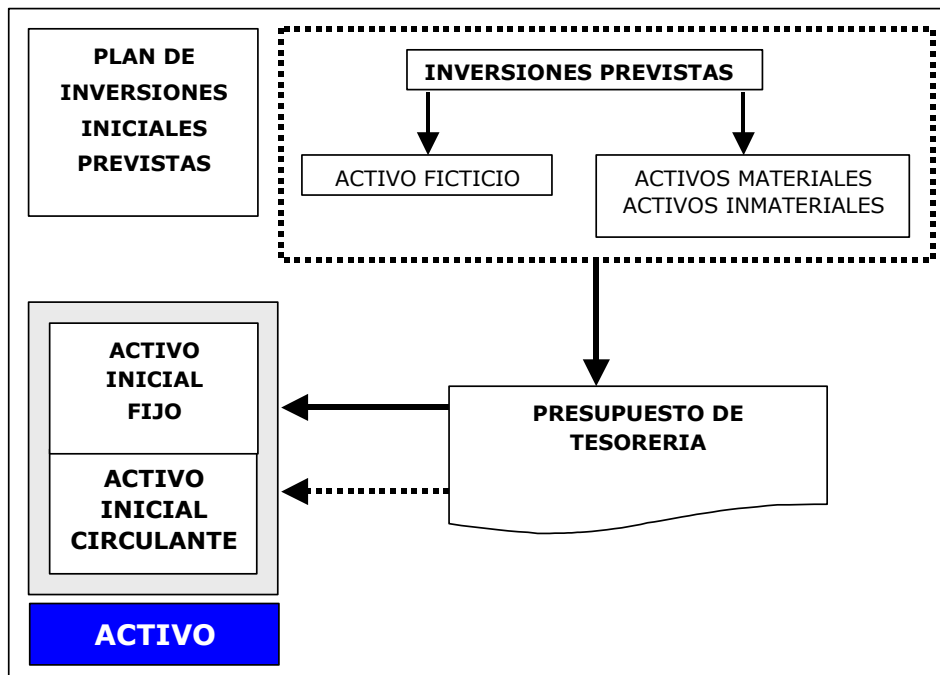 PLAN DE
INVERSIONES
INICIALES
PREVISTAS
INVERSIONES PREVISTAS
ACTIVO FICTICIO
ACTIVOS MATERIALES
ACTIVOS INMATERIALES
ACTIVO
INICIAL
FIJO
ACTIVO
INICIAL
CIRCULANTE
PRESUPUESTO DE
TESORERIA
ACTIVO